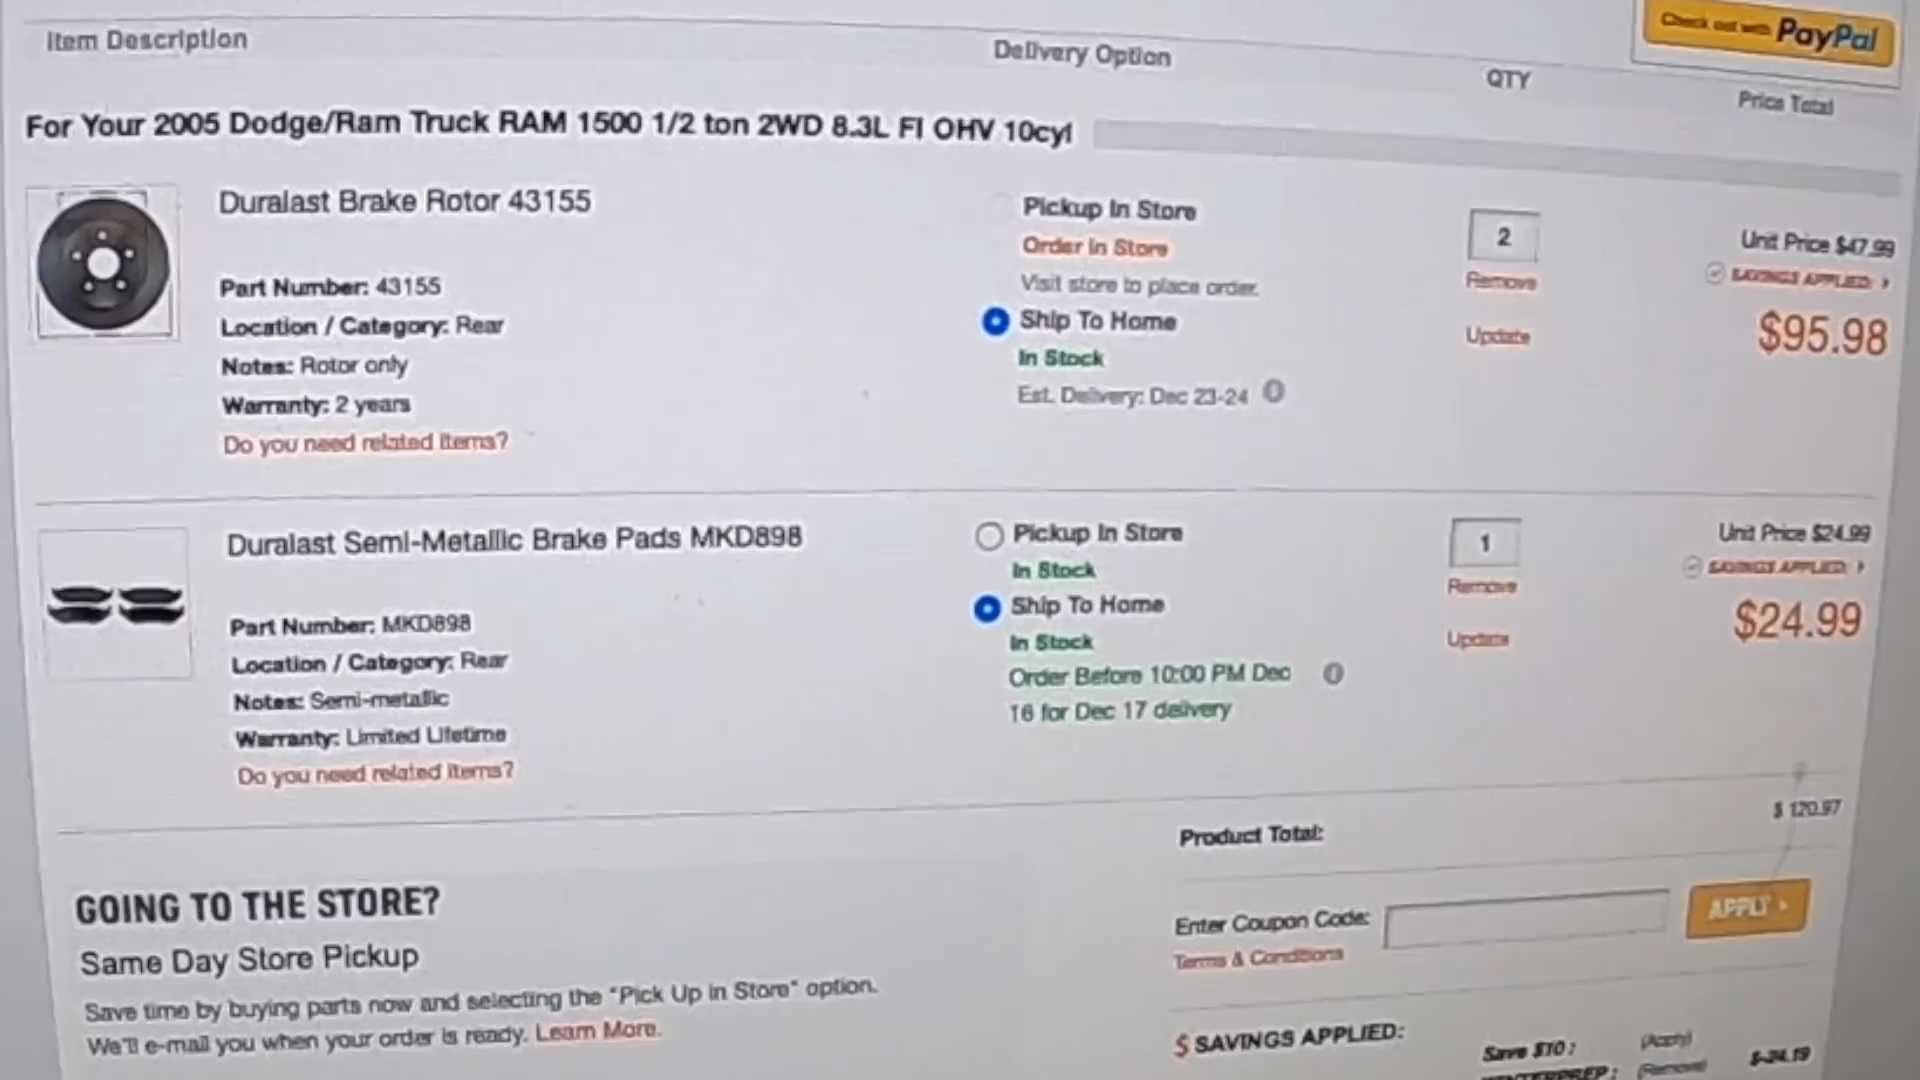 Check out with PayPal
Item Description
Delivery Option
QTY
Price Total
For Your 2005 Dodge/Ram Truck RAM 1500 1/2 ton 2WD 8.3L FI OHV 10cyl
Duralast Brake Rotor 43155
Part Number: 43155
Location / Category: Rear
Notes: Rotor only
Warranty: 2 years
Do you need related items?
Pickup In Store
Order In Store
Visit store to place order.
Ship To Home
In Stock
Est. Delivery: Dec 23-24
2
Remove
Update
Unit Price $47.99
SAVINGS APPLIED:
$95.98
Duralast Semi-Metallic Brake Pads MKD898
Part Number: MKD898
Location / Category: Rear
Notes: Semi-metallic
Warranty: Limited Lifetime
Do you need related items?
Pickup In Store
In Stock
Ship To Home
In Stock
Order Before 10:00 PM Dec
16 for Dec 17 delivery
1
Remove
Update
Unit Price $24.99
SAVINGS APPLIED:
$24.99
Product Total:
$ 120.97
Enter Coupon Code:
APPLY
Terms & Conditions
$ SAVINGS APPLIED:
Save $10 :
(Apply)
WINTERPREP :
(Remove)
$-24.19
GOING TO THE STORE?
Same Day Store Pickup
Save time by buying parts now and selecting the "Pick Up in Store" option.
We'll e-mail you when your order is ready. Learn More.